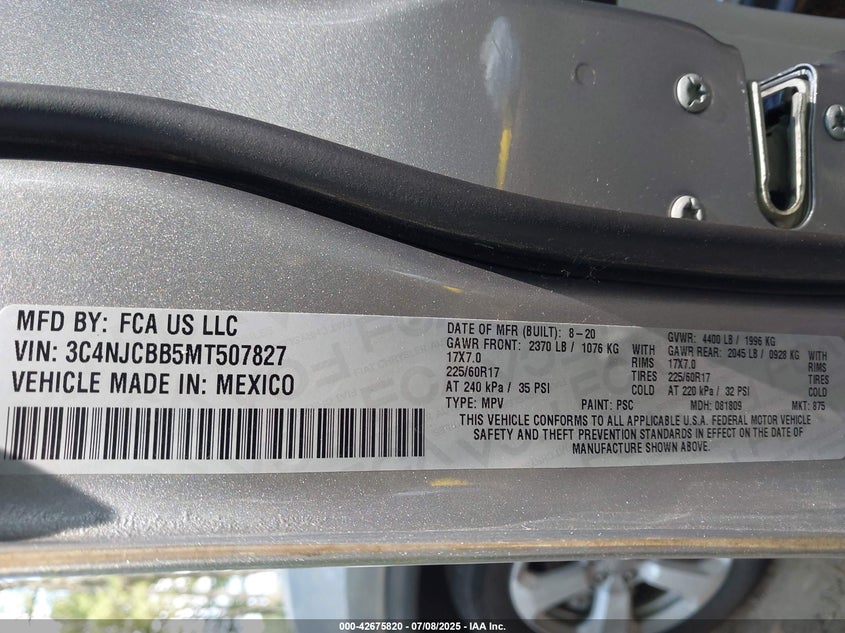 MFD BY: FCA US LLC
VIN: 3C4NJCBB5MT507827
VEHICLE MADE IN: MEXICO
DATE OF MFR (BUILT): 8-20
GAWR FRONT: 2370 LB / 1076 KG WITH
17X7.0 RIMS
225/60R17 TIRES
AT 240 kPa / 35 PSI COLD
TYPE: MPV PAINT: PSC
GVWR: 4400 LB / 1996 KG
GAWR REAR: 2045 LB / 0928 KG WITH
17X7.0 RIMS
225/60R17 TIRES
AT 220 kPa / 32 PSI COLD
MDH: 081809 MKT: 875
THIS VEHICLE CONFORMS TO ALL APPLICABLE U.S.A. FEDERAL MOTOR VEHICLE
SAFETY AND THEFT PREVENTION STANDARDS IN EFFECT ON THE DATE OF
MANUFACTURE SHOWN ABOVE.
000-42675820 - 07/08/2025 - IAA Inc.